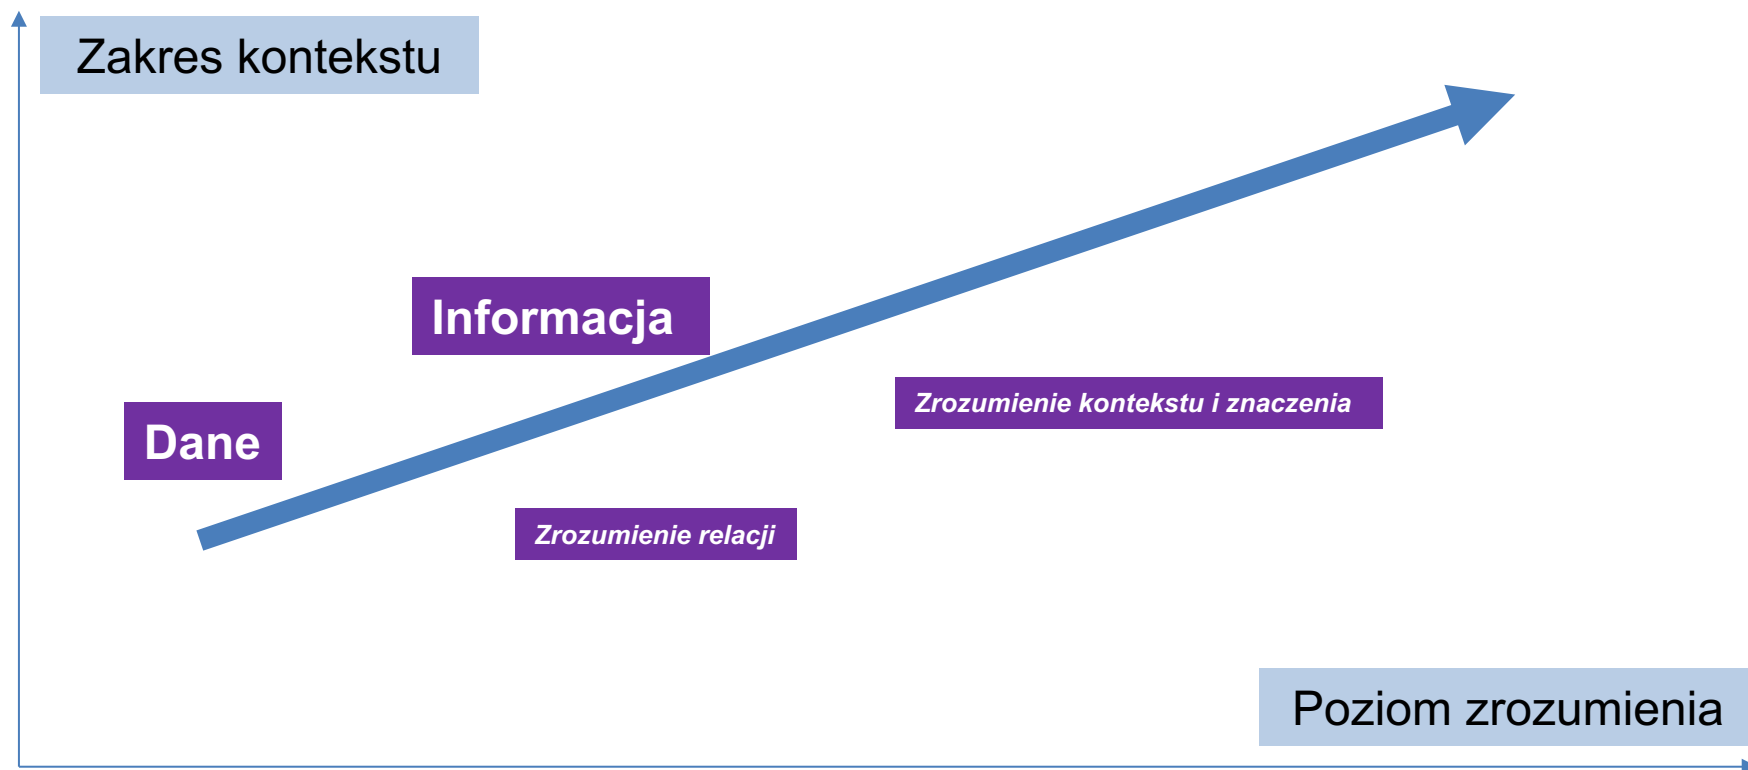 Zakres kontekstu
Informacja
Zrozumienie kontekstu i znaczenia
Dane
Zrozumienie relacji
Poziom zrozumienia